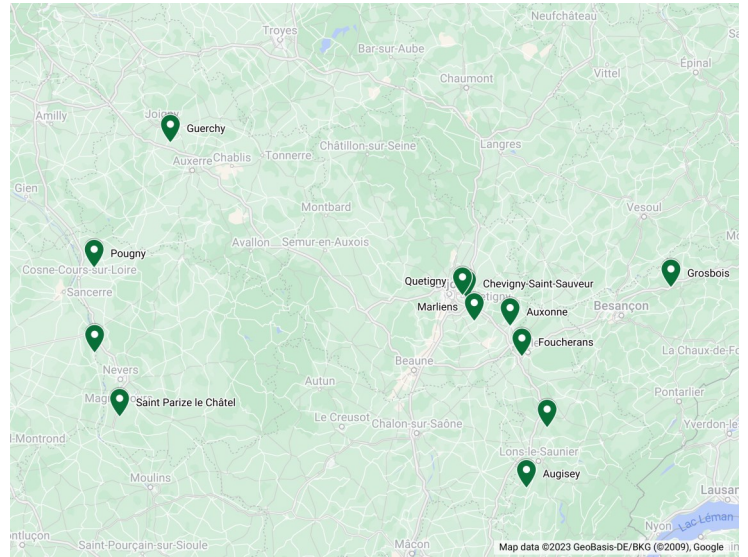 Neufchâteau
Troyes
Bar-sur-Aube
Épinal
Vittel
Chaumont
Amilly
Joigny
Guerchy
Langres
Auxerre
Chablis
Tonnerre
Châtillon-sur-Seine
Gien
Vesoul
Montbard
Avallon
Semur-en-Auxois
Pougny
Cosne-Cours-sur-Loire
Grosbois
Quetigny
Chevigny-Saint-Sauveur
Sancerre
Marliens
Auxonne
Besançon
Foucherans
La Chaux-de-Fo
Beaune
Nevers
Autun
Pontarlier
Saint Parize le Châtel
Le Creusot
Chalon-sur-Saône
t-Montrond
Yverdon-le
Lons-le-Saunier
Augisey
Moulins
Lausan
Nyon
Lac Léman
ontluçon
Saint-Pourçain-sur-Sioule
Mâcon
Map data ©2023 GeoBasis-DE/BKG (©2009), Google